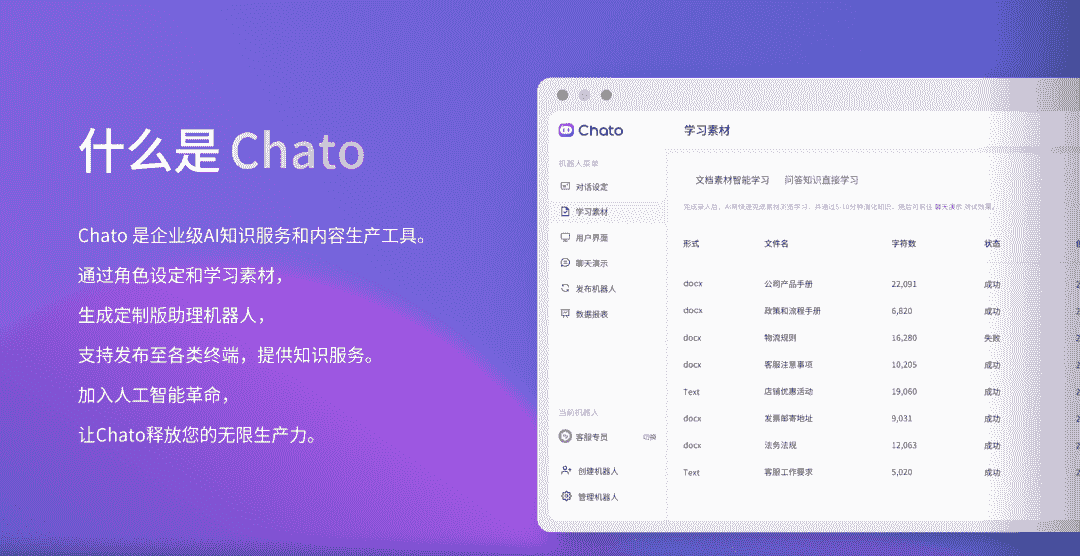 什么是 Chato
Chato 是企业级AI知识服务和内容生产工具。
通过角色设定和学习素材，
生成定制版助理机器人，
支持发布至各类终端，提供知识服务。
加入人工智能革命，
让Chato释放您的无限生产力。
Chato
机器人菜单
对话设定
学习素材
用户界面
聊天演示
发布机器人
数据报表
当前机器人
客服专员 切换
创建机器人
管理机器人
学习素材
文档素材智能学习 问答知识直接学习
聊天演示
形式 文件名 字符数 状态
docx 公司产品手册 22,091 成功
docx 政策和流程手册 6,820 成功
docx 物流规则 16,280 失败
docx 客服注意事项 10,205 成功
Text 店铺优惠活动 19,060 成功
docx 发票邮寄地址 9,031 成功
docx 法务法规 12,063 成功
Text 客服工作要求 5,020 成功